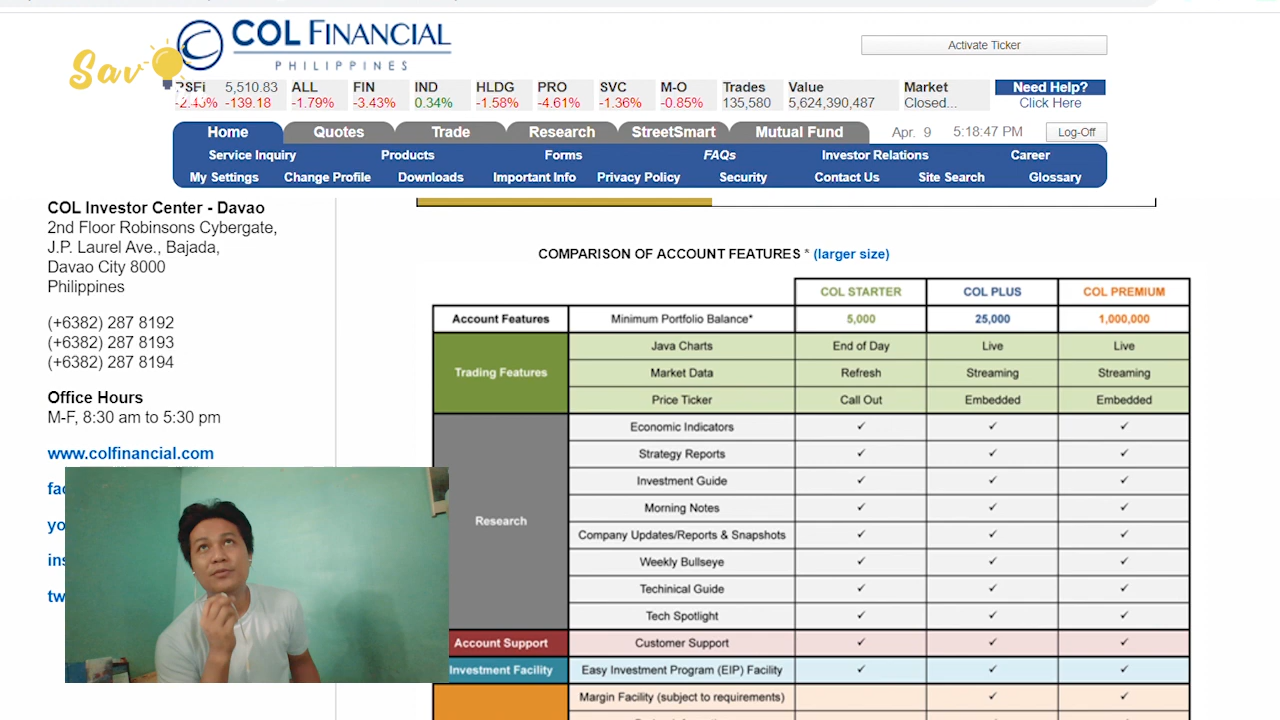 COL FINANCIAL
PHILIPPINES
Sav
Activate Ticker
PSEi 5,510.83 ALL FIN IND HLDG PRO SVC M-O Trades Value Market Need Help?
-2.45% -139.18 -1.79% -3.43% 0.34% -1.58% -4.61% -1.36% -0.85% 135,580 5,624,390,487 Closed... Click Here
Home Quotes Trade Research StreetSmart Mutual Fund Apr. 9 5:18:47 PM Log-Off
Service Inquiry Products Forms FAQs Investor Relations Career
My Settings Change Profile Downloads Important Info Privacy Policy Security Contact Us Site Search Glossary
COL Investor Center - Davao
2nd Floor Robinsons Cybergate,
J.P. Laurel Ave., Bajada,
Davao City 8000
Philippines
(+6382) 287 8192
(+6382) 287 8193
(+6382) 287 8194
Office Hours
M-F, 8:30 am to 5:30 pm
www.colfinancial.com
COMPARISON OF ACCOUNT FEATURES * (larger size)
COL STARTER COL PLUS COL PREMIUM
Account Features Minimum Portfolio Balance* 5,000 25,000 1,000,000
Trading Features
Java Charts End of Day Live Live
Market Data Refresh Streaming Streaming
Price Ticker Call Out Embedded Embedded
Research
Economic Indicators ✓ ✓ ✓
Strategy Reports ✓ ✓ ✓
Investment Guide ✓ ✓ ✓
Morning Notes ✓ ✓ ✓
Company Updates/Reports & Snapshots ✓ ✓ ✓
Weekly Bullseye ✓ ✓ ✓
Techinical Guide ✓ ✓ ✓
Tech Spotlight ✓ ✓ ✓
Account Support Customer Support ✓ ✓ ✓
Investment Facility Easy Investment Program (EIP) Facility ✓ ✓ ✓
Margin Facility (subject to requirements) ✓ ✓